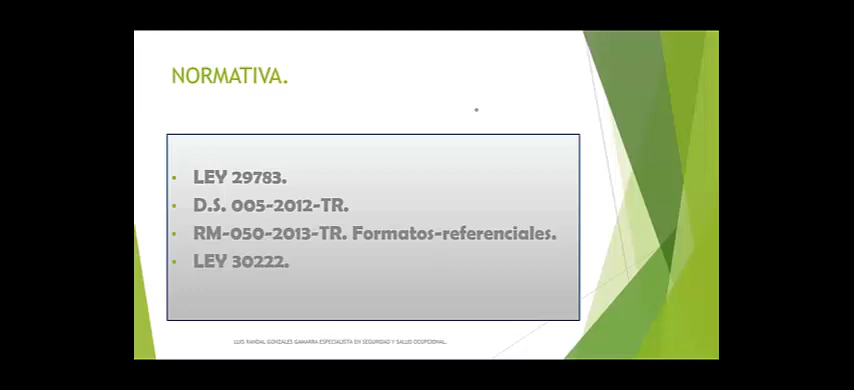 NORMATIVA.
• LEY 29783.
• D.S. 005-2012-TR.
• RM-050-2013-TR. Formatos-referenciales.
• LEY 30222.
LUIS RANDAL GONZALES GAMARRA ESPECIALISTA EN SEGURIDAD Y SALUD OCUPACIONAL.